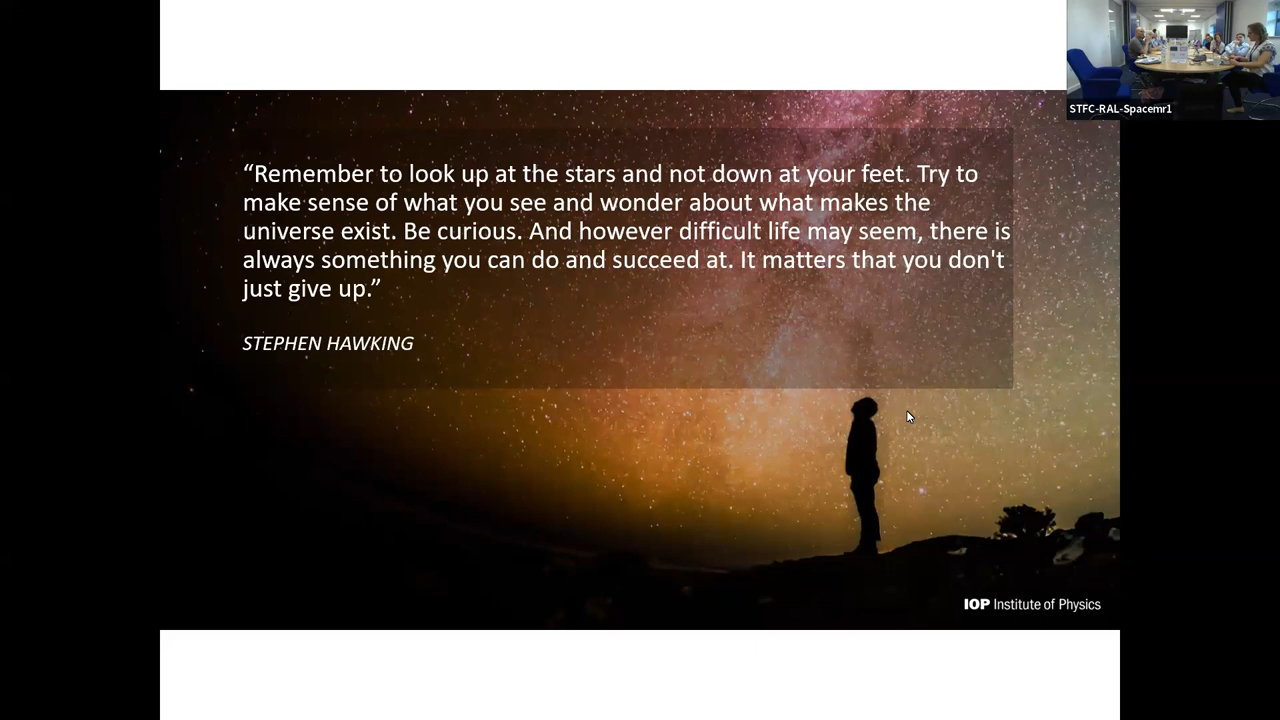 STFC-RAL-Spacemr1
“Remember to look up at the stars and not down at your feet. Try to
make sense of what you see and wonder about what makes the
universe exist. Be curious. And however difficult life may seem, there is
always something you can do and succeed at. It matters that you don't
just give up.”
STEPHEN HAWKING
IOP Institute of Physics